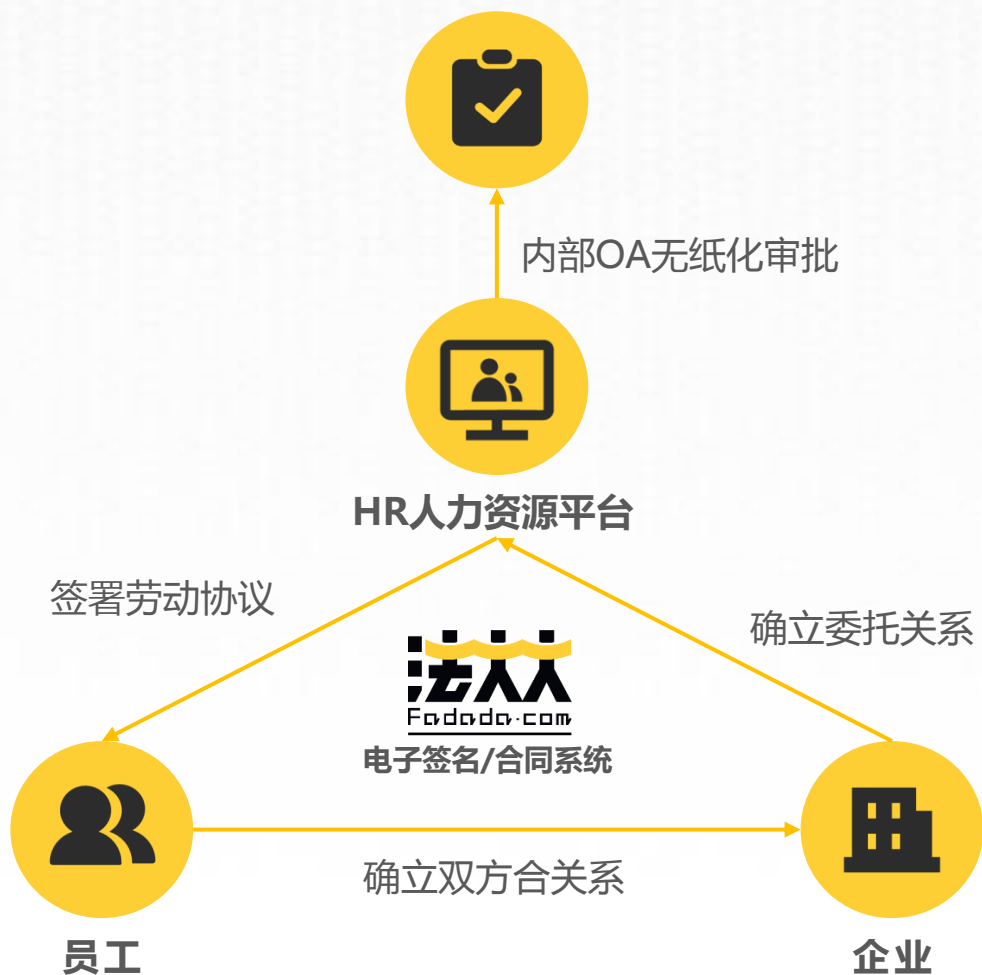 内部OA无纸化审批
HR人力资源平台
签署劳动协议
确立委托关系
法大大
Fadada.com
电子签名/合同系统
确立双方合关系
员工
企业